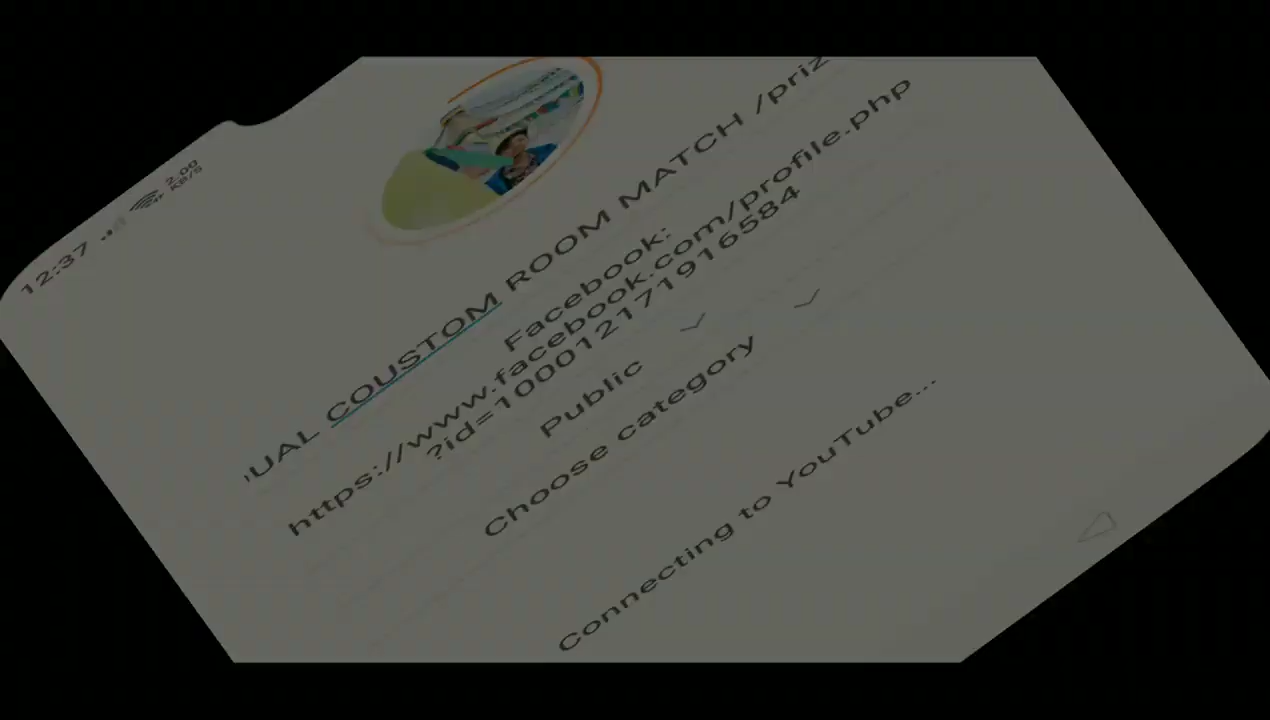 12:37
2.00
KB/S
UAL COUSTOM ROOM MATCH /priz
Facebook:
https://www.facebook.com/profile.php
?id=100012171916584
Public
Choose category
Connecting to YouTube...